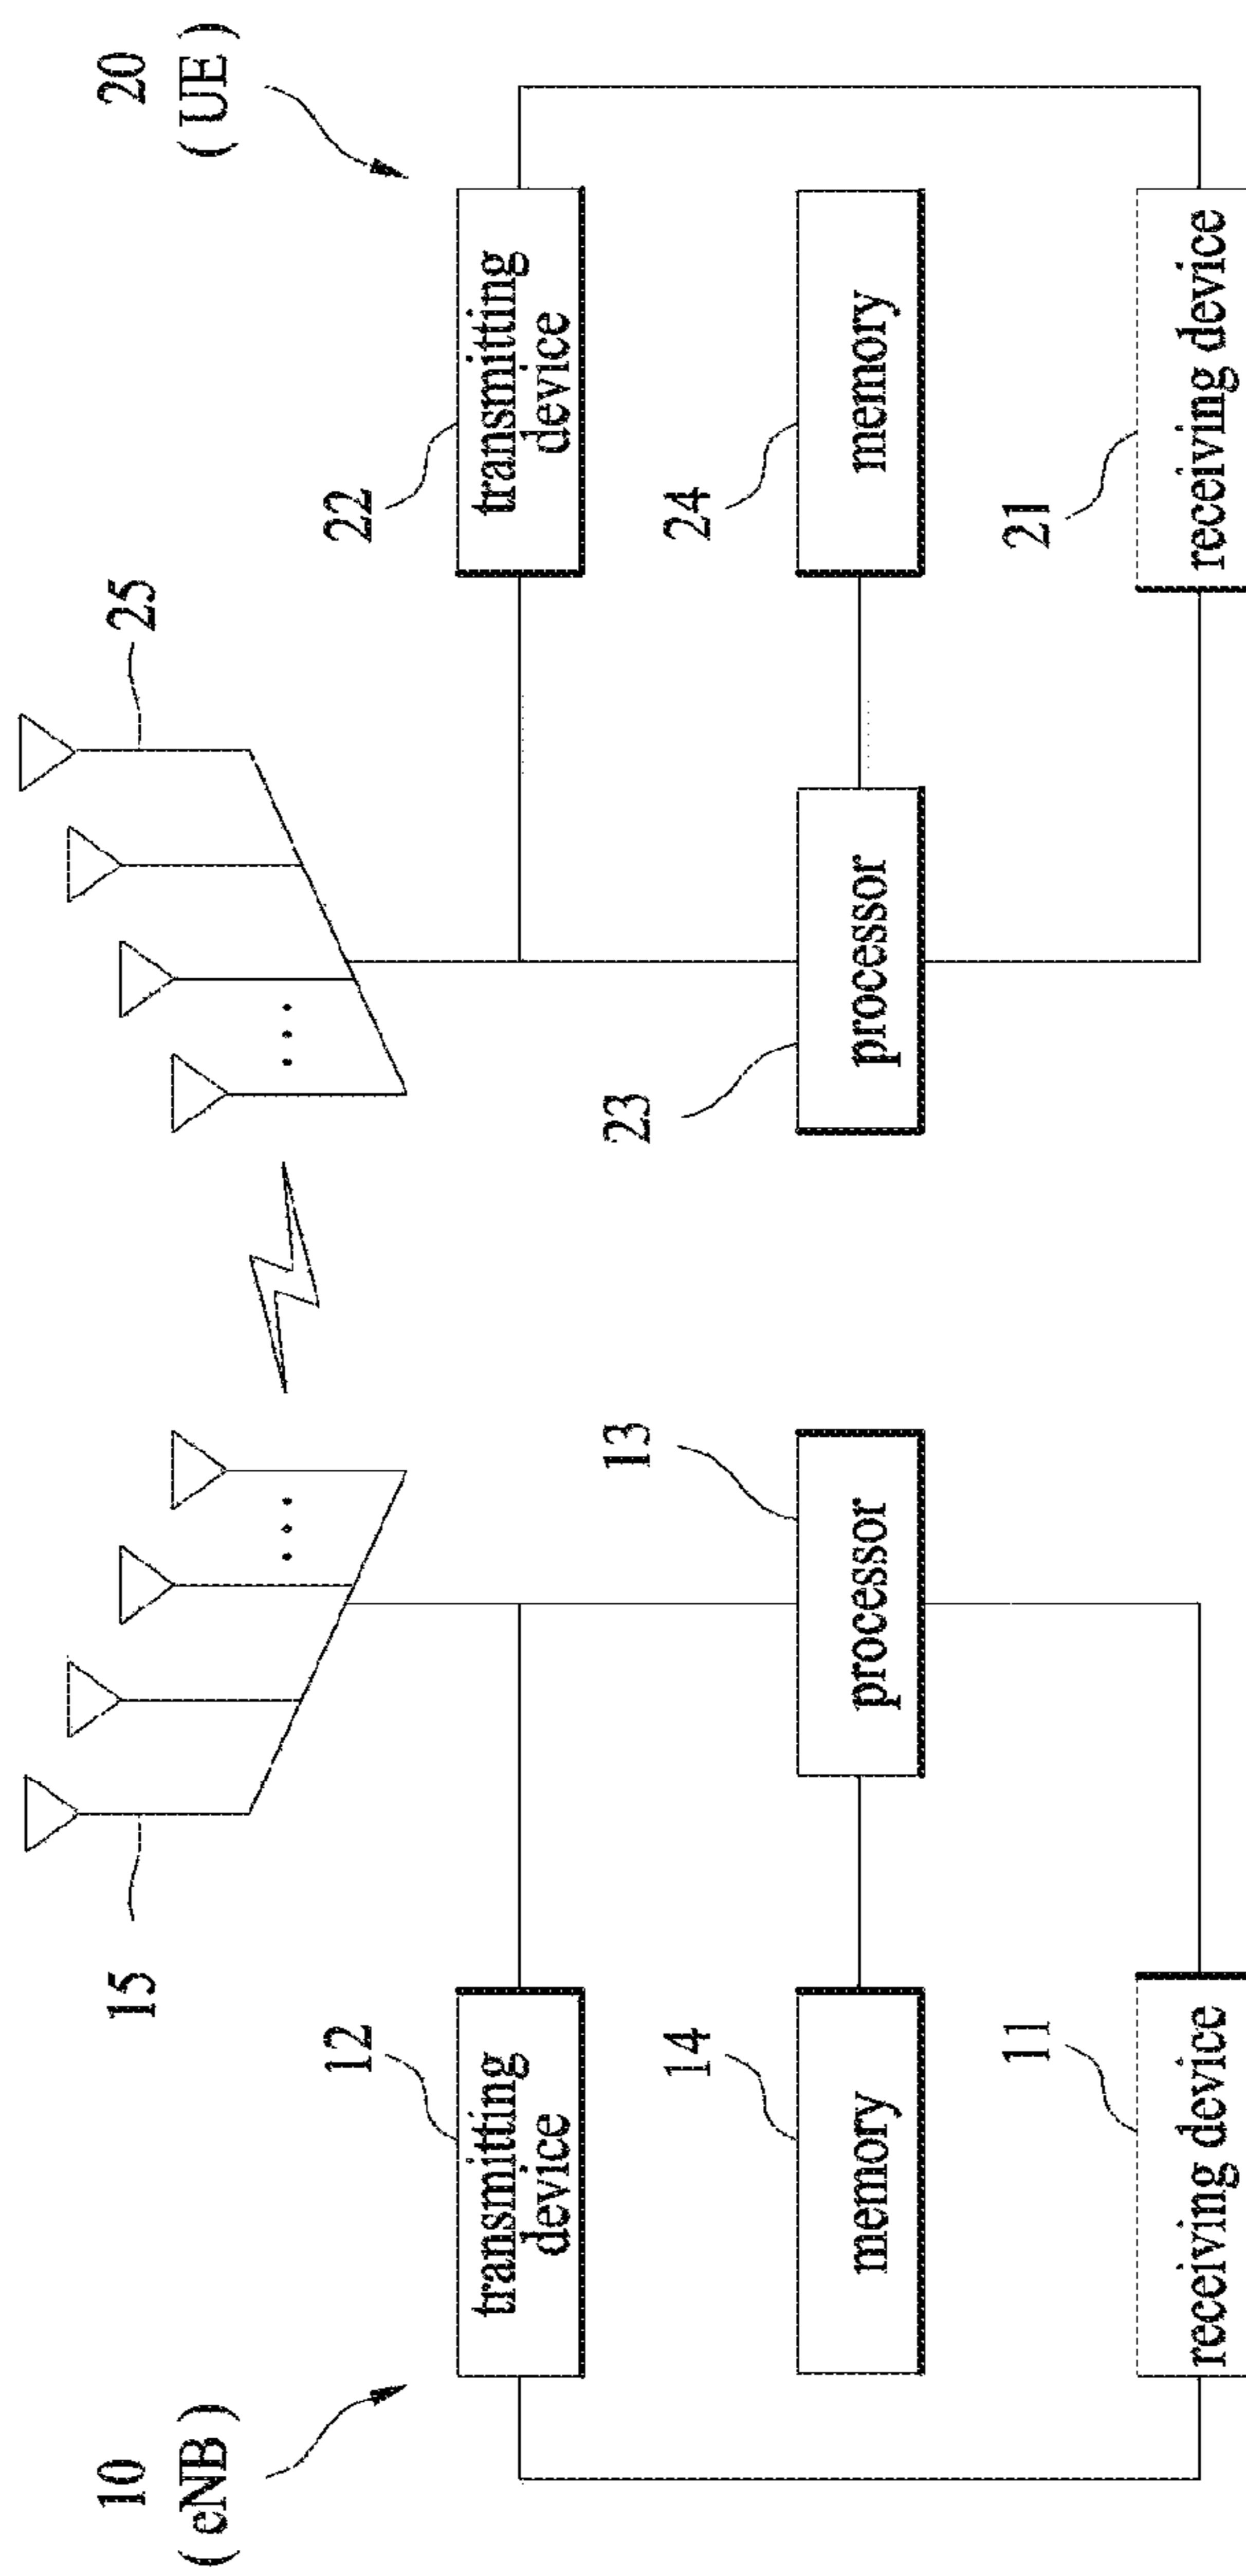 10
( eNB )
15
12
transmitting
device
14
memory
13
processor
11
receiving device
20
( UE )
25
22
transmitting
device
23
processor
24
memory
21
receiving device